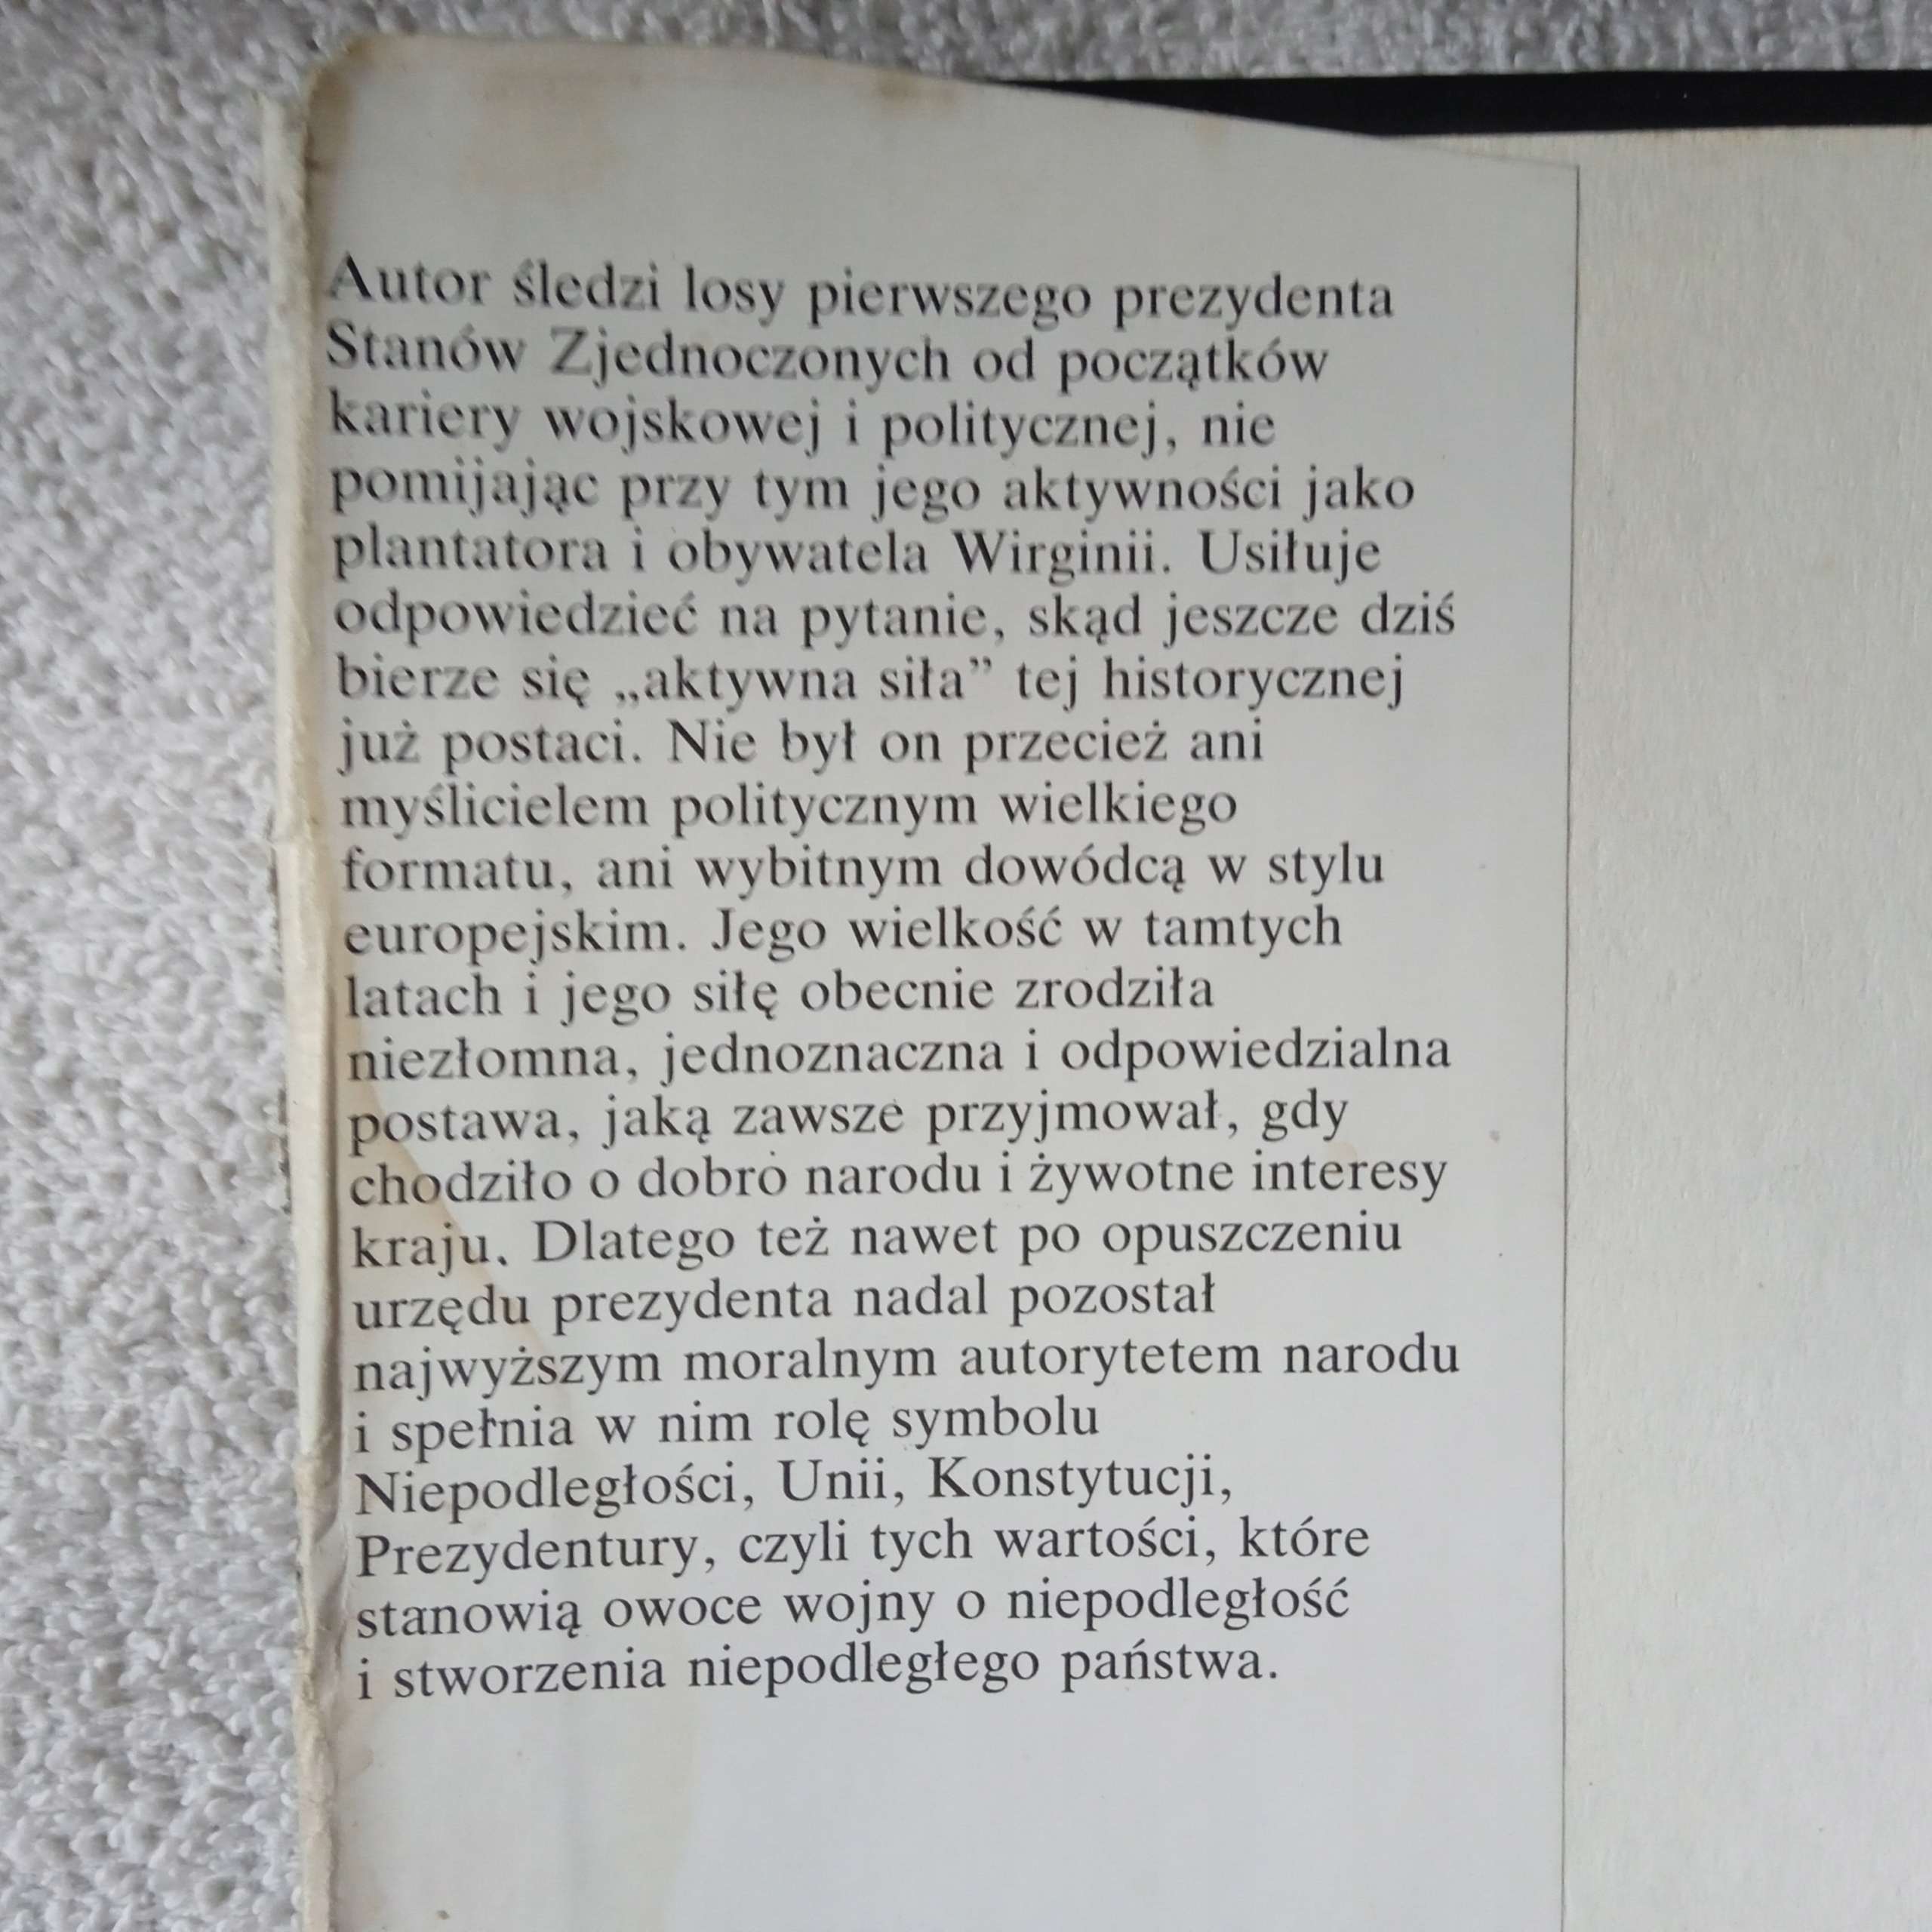 Autor śledzi losy pierwszego prezydenta
Stanów Zjednoczonych od początków
kariery wojskowej i politycznej, nie
pomijając przy tym jego aktywności jako
plantatora i obywatela Wirginii. Usiłuje
odpowiedzieć na pytanie, skąd jeszcze dziś
bierze się „aktywna siła” tej historycznej
już postaci. Nie był on przecież ani
myślicielem politycznym wielkiego
formatu, ani wybitnym dowódcą w stylu
europejskim. Jego wielkość w tamtych
latach i jego siłę obecnie zrodziła
niezłomna, jednoznaczna i odpowiedzialna
postawa, jaką zawsze przyjmował, gdy
chodziło o dobro narodu i żywotne interesy
kraju. Dlatego też nawet po opuszczeniu
urzędu prezydenta nadal pozostał
najwyższym moralnym autorytetem narodu
i spełnia w nim rolę symbolu
Niepodległości, Unii, Konstytucji,
Prezydentury, czyli tych wartości, które
stanowią owoce wojny o niepodległość
i stworzenia niepodległego państwa.